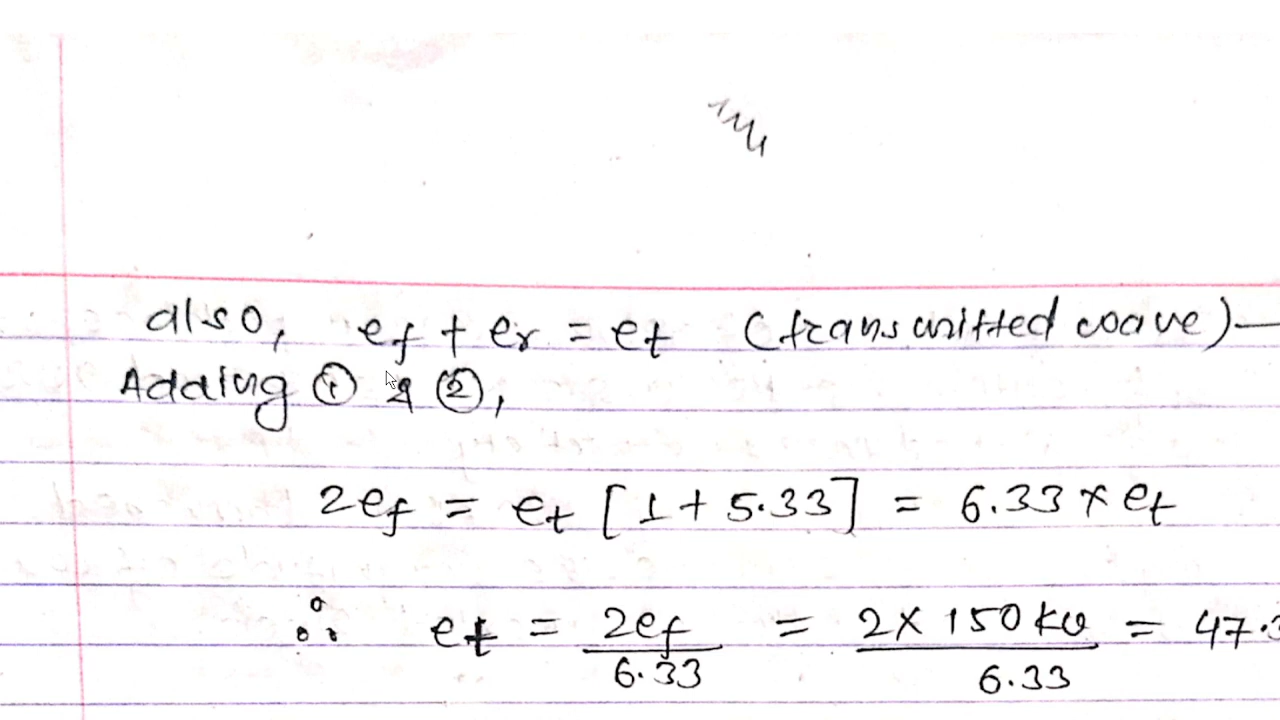 also, ef + er = et (transmitted wave)—
Adding ① & ②,
2ef = et [1 + 5.33] = 6.33 × et
∴ et = 2ef / 6.33 = 2 × 150 kv / 6.33 = 47.3